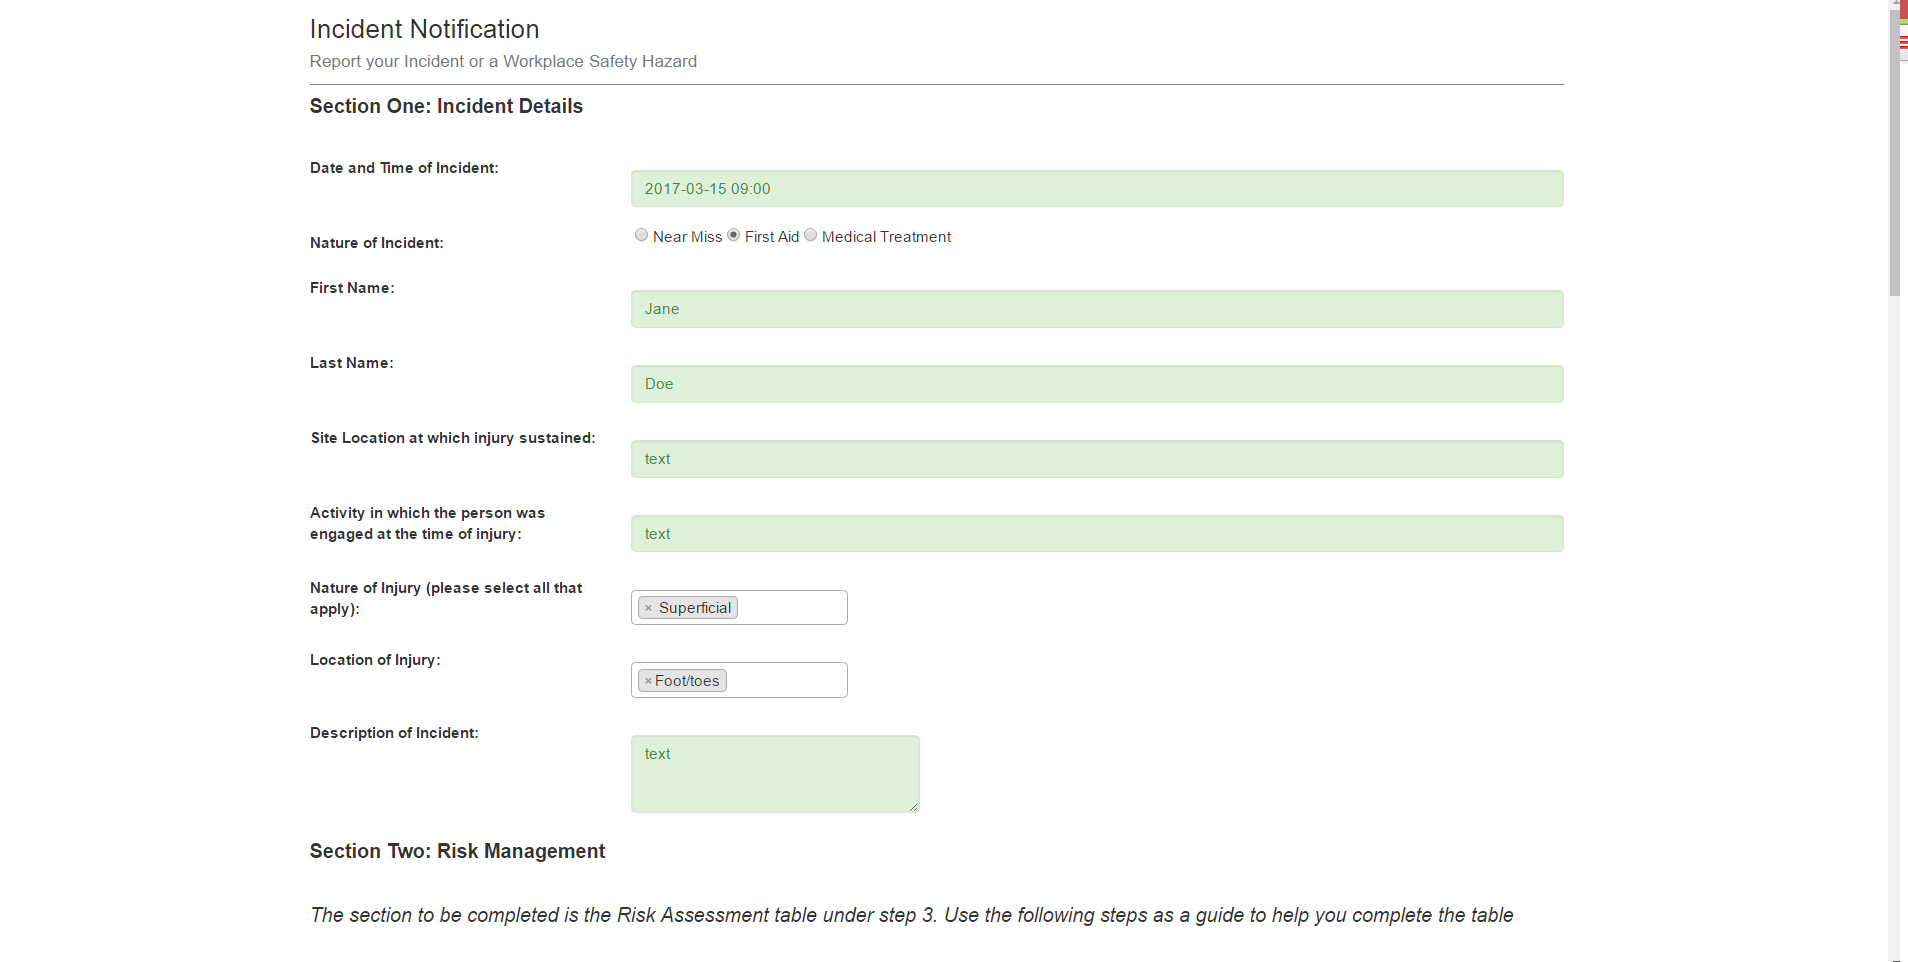 Incident Notification
Report your Incident or a Workplace Safety Hazard
Section One: Incident Details
Date and Time of Incident:
2017-03-15 09:00
Nature of Incident:
Near Miss First Aid Medical Treatment
First Name:
Jane
Last Name:
Doe
Site Location at which injury sustained:
text
Activity in which the person was
engaged at the time of injury:
text
Nature of Injury (please select all that
apply):
× Superficial
Location of Injury:
×Foot/toes
Description of Incident:
text
Section Two: Risk Management
The section to be completed is the Risk Assessment table under step 3. Use the following steps as a guide to help you complete the table